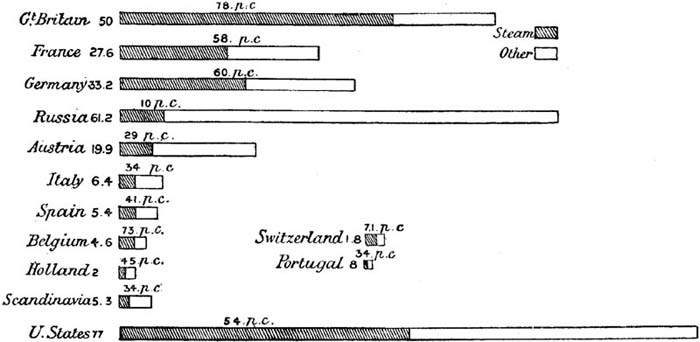 78. p.c
Gt. Britain 50
Steam
58. p.c
France 27.6
Other
60. p.c.
Germany 33.2
10 p.c.
Russia 61.2
29 p.c.
Austria 19.9
34 p.c
Italy 6.4
41. p.c.
Spain 5.4
73. p.c.
Belgium 4.6
71. p.c
Switzerland 1.8
45 p.c.
Holland 2
34. p.c
Portugal 8
34. p.c.
Scandinavia 5.3
54. p.c.
U. States 77